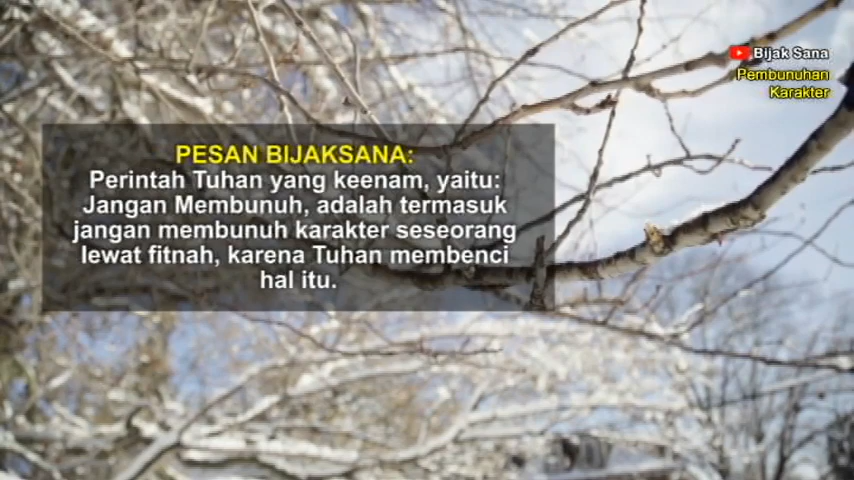 Bijak Sana
Pembunuhan
Karakter
PESAN BIJAKSANA:
Perintah Tuhan yang keenam, yaitu:
Jangan Membunuh, adalah termasuk
jangan membunuh karakter seseorang
lewat fitnah, karena Tuhan membenci
hal itu.